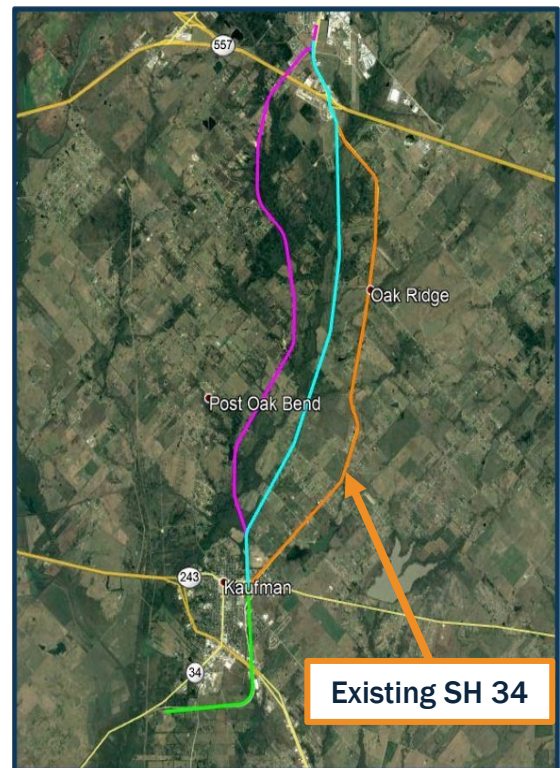 557
Oak Ridge
Post Oak Bend
243
Kaufman
34
Existing SH 34